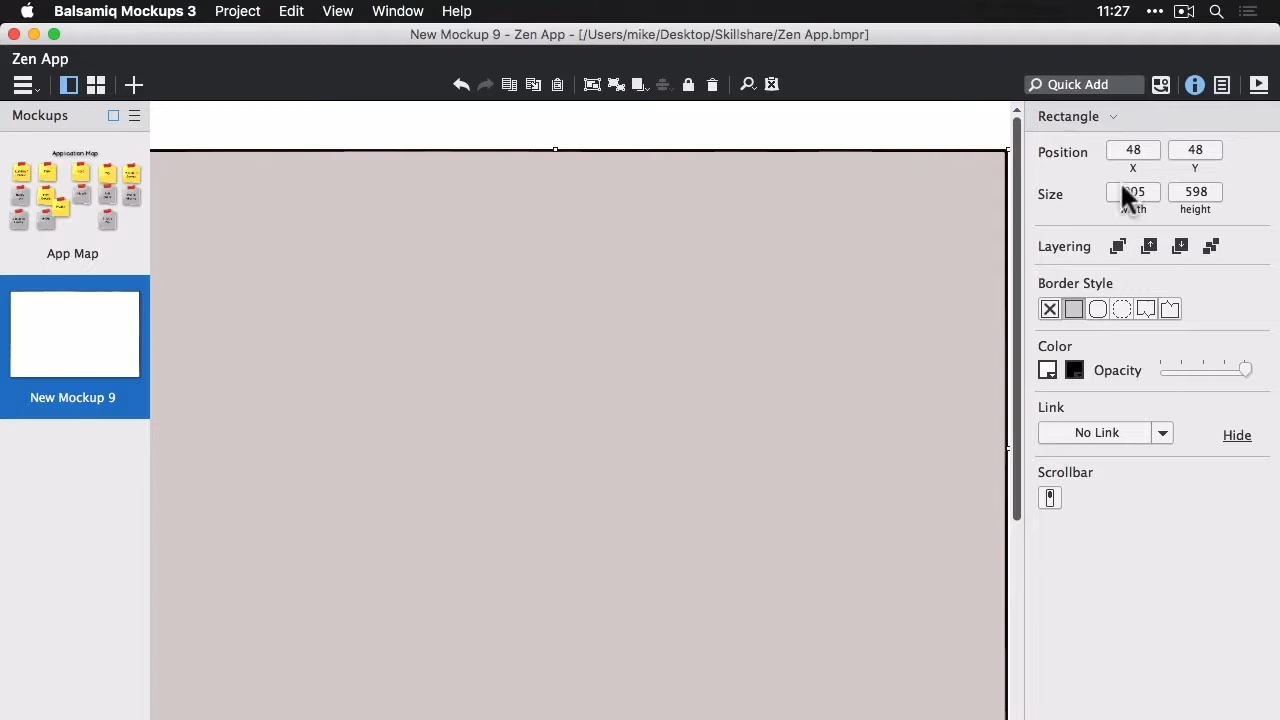 Balsamiq Mockups 3 Project Edit View Window Help 11:27
New Mockup 9 - Zen App - [/Users/mike/Desktop/Skillshare/Zen App.bmpr]
Zen App
Quick Add
Mockups
Application Map
App Map
New Mockup 9
Rectangle
Position 48 48
X Y
Size 598
height
Layering
Border Style
Color
Opacity
Link
No Link Hide
Scrollbar